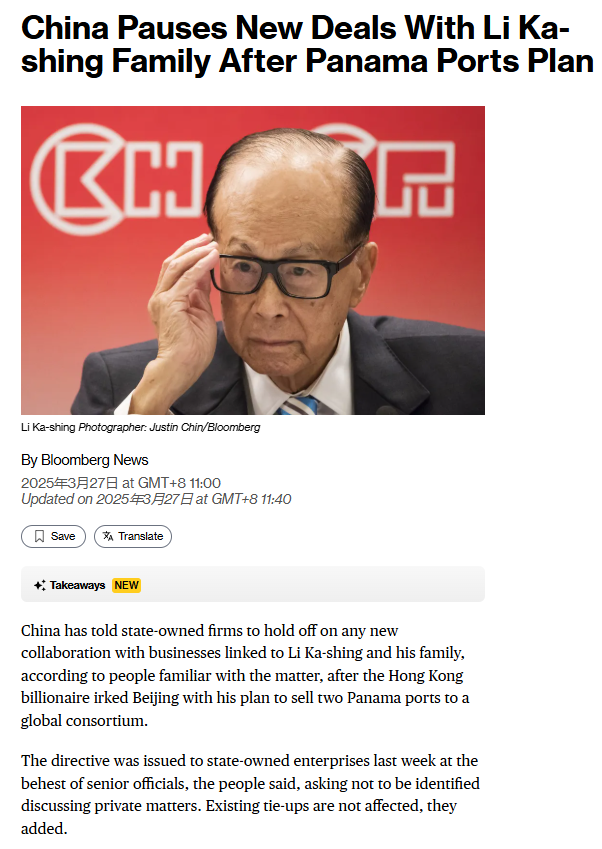 China Pauses New Deals With Li Ka-
shing Family After Panama Ports Plan
Li Ka-shing Photographer: Justin Chin/Bloomberg
By Bloomberg News
2025年3月27日 at GMT+8 11:00
Updated on 2025年3月27日 at GMT+8 11:40
Save Translate
Takeaways NEW
China has told state-owned firms to hold off on any new
collaboration with businesses linked to Li Ka-shing and his family,
according to people familiar with the matter, after the Hong Kong
billionaire irked Beijing with his plan to sell two Panama ports to a
global consortium.
The directive was issued to state-owned enterprises last week at the
behest of senior officials, the people said, asking not to be identified
discussing private matters. Existing tie-ups are not affected, they
added.